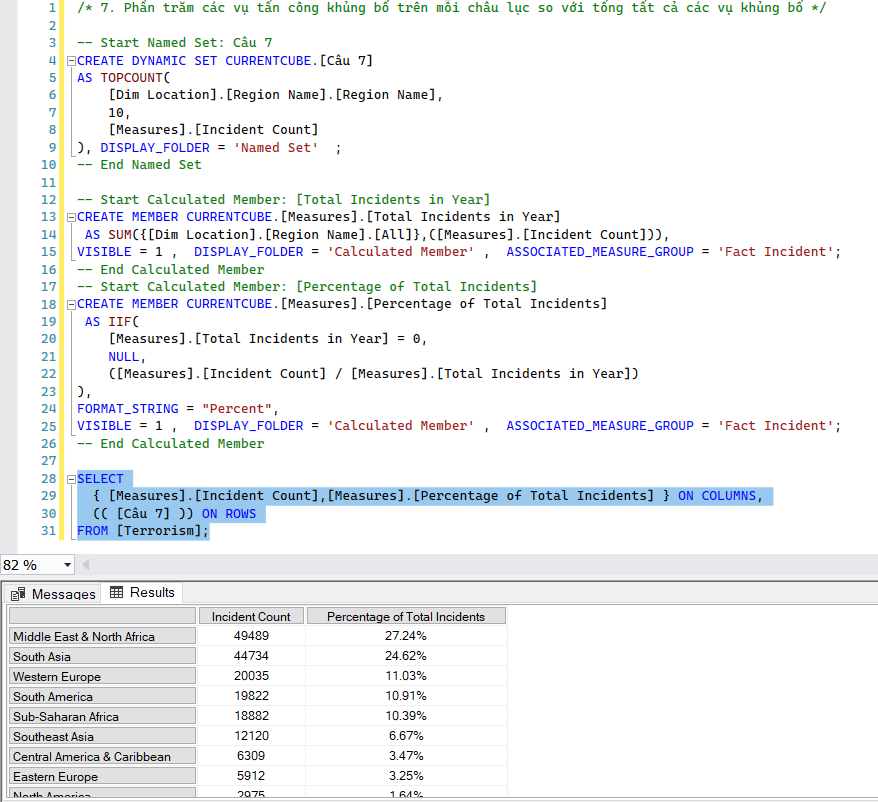 1 /* 7. Phần trăm các vụ tấn công khủng bố trên mỗi châu lục so với tổng tất cả các vụ khủng bố */
2
3 -- Start Named Set: Câu 7
4 CREATE DYNAMIC SET CURRENTCUBE.[Câu 7]
5 AS TOPCOUNT(
6 [Dim Location].[Region Name].[Region Name],
7 10,
8 [Measures].[Incident Count]
9 ), DISPLAY_FOLDER = 'Named Set' ;
10 -- End Named Set
11
12 -- Start Calculated Member: [Total Incidents in Year]
13 CREATE MEMBER CURRENTCUBE.[Measures].[Total Incidents in Year]
14 AS SUM({[Dim Location].[Region Name].[All]},([Measures].[Incident Count])),
15 VISIBLE = 1 , DISPLAY_FOLDER = 'Calculated Member' , ASSOCIATED_MEASURE_GROUP = 'Fact Incident';
16 -- End Calculated Member
17 -- Start Calculated Member: [Percentage of Total Incidents]
18 CREATE MEMBER CURRENTCUBE.[Measures].[Percentage of Total Incidents]
19 AS IIF(
20 [Measures].[Total Incidents in Year] = 0,
21 NULL,
22 ([Measures].[Incident Count] / [Measures].[Total Incidents in Year])
23 ),
24 FORMAT_STRING = "Percent",
25 VISIBLE = 1 , DISPLAY_FOLDER = 'Calculated Member' , ASSOCIATED_MEASURE_GROUP = 'Fact Incident';
26 -- End Calculated Member
27
28 SELECT
29 { [Measures].[Incident Count],[Measures].[Percentage of Total Incidents] } ON COLUMNS,
30 (( [Câu 7] )) ON ROWS
31 FROM [Terrorism];
82 %
Messages Results
Incident Count Percentage of Total Incidents
Middle East & North Africa 49489 27.24%
South Asia 44734 24.62%
Western Europe 20035 11.03%
South America 19822 10.91%
Sub-Saharan Africa 18882 10.39%
Southeast Asia 12120 6.67%
Central America & Caribbean 6309 3.47%
Eastern Europe 5912 3.25%
North America 2975 1.64%